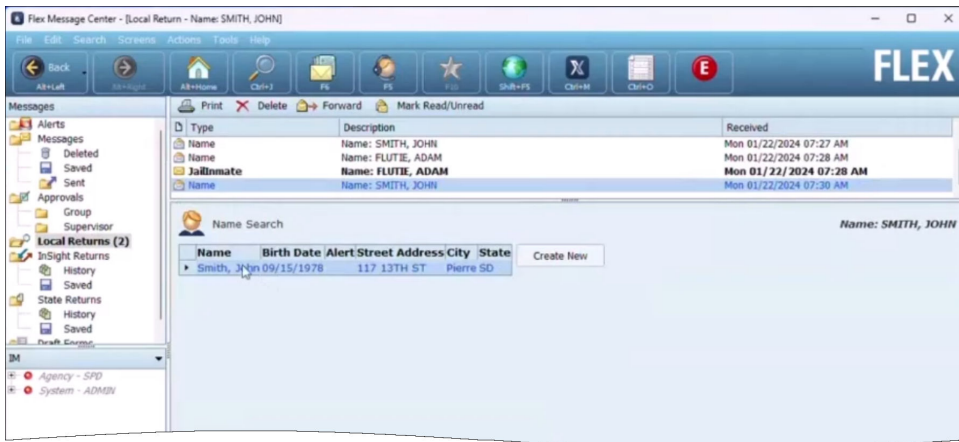 Flex Message Center - [Local Return - Name: SMITH, JOHN]
File Edit Search Screens Actions Tools Help
Back
Alt+Left Alt+Right Alt+Home Ctrl+J F6 F5 F10 Shift+F5 Ctrl+M Ctrl+O
X
E
FLEX
Messages
Alerts
Messages
Deleted
Saved
Sent
Approvals
Group
Supervisor
Local Returns (2)
InSight Returns
History
Saved
State Returns
History
Saved
Draft Forms
IM
Agency - SPD
System - ADMIN
Print Delete Forward Mark Read/Unread
Type Description Received
Name Name: SMITH, JOHN Mon 01/22/2024 07:27 AM
Name Name: FLUTIE, ADAM Mon 01/22/2024 07:28 AM
JailInmate Name: FLUTIE, ADAM Mon 01/22/2024 07:28 AM
Name Name: SMITH, JOHN Mon 01/22/2024 07:30 AM
Name Search Name: SMITH, JOHN
Name Birth Date Alert Street Address City State Create New
Smith, John 09/15/1978 117 13TH ST Pierre SD